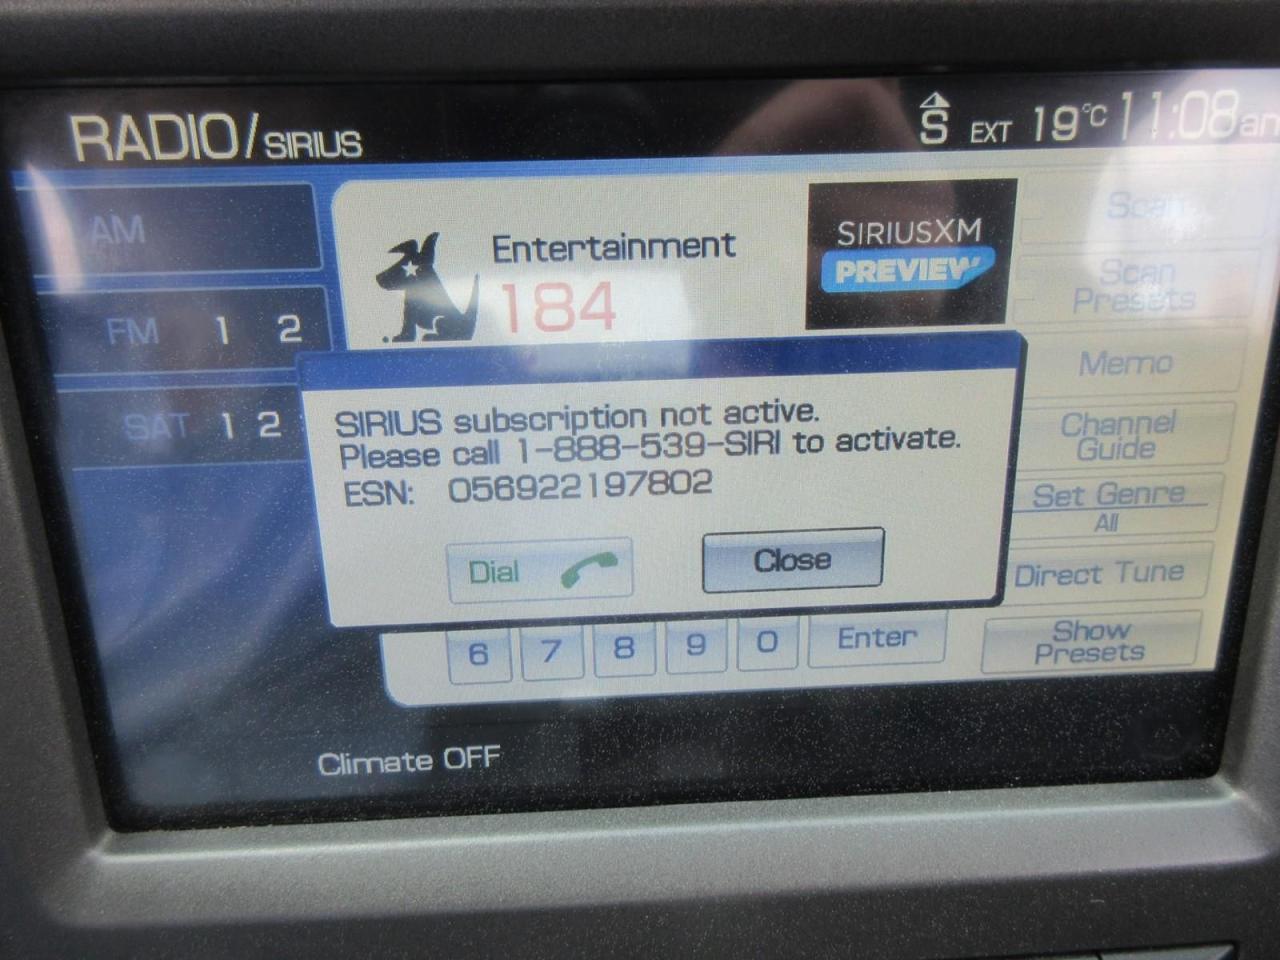 RADIO/SIRIUS
S EXT 19°C 11:08am
AM
FM 1 2
SAT 1 2
Entertainment
184
SIRIUSXM
PREVIEW
Scan
Scan
Presets
Memo
Channel
Guide
Set Genre
All
Direct Tune
Show
Presets
SIRIUS subscription not active.
Please call 1-888-539-SIRI to activate.
ESN: 056922197802
Dial
Close
6 7 8 9 0 Enter
Climate OFF